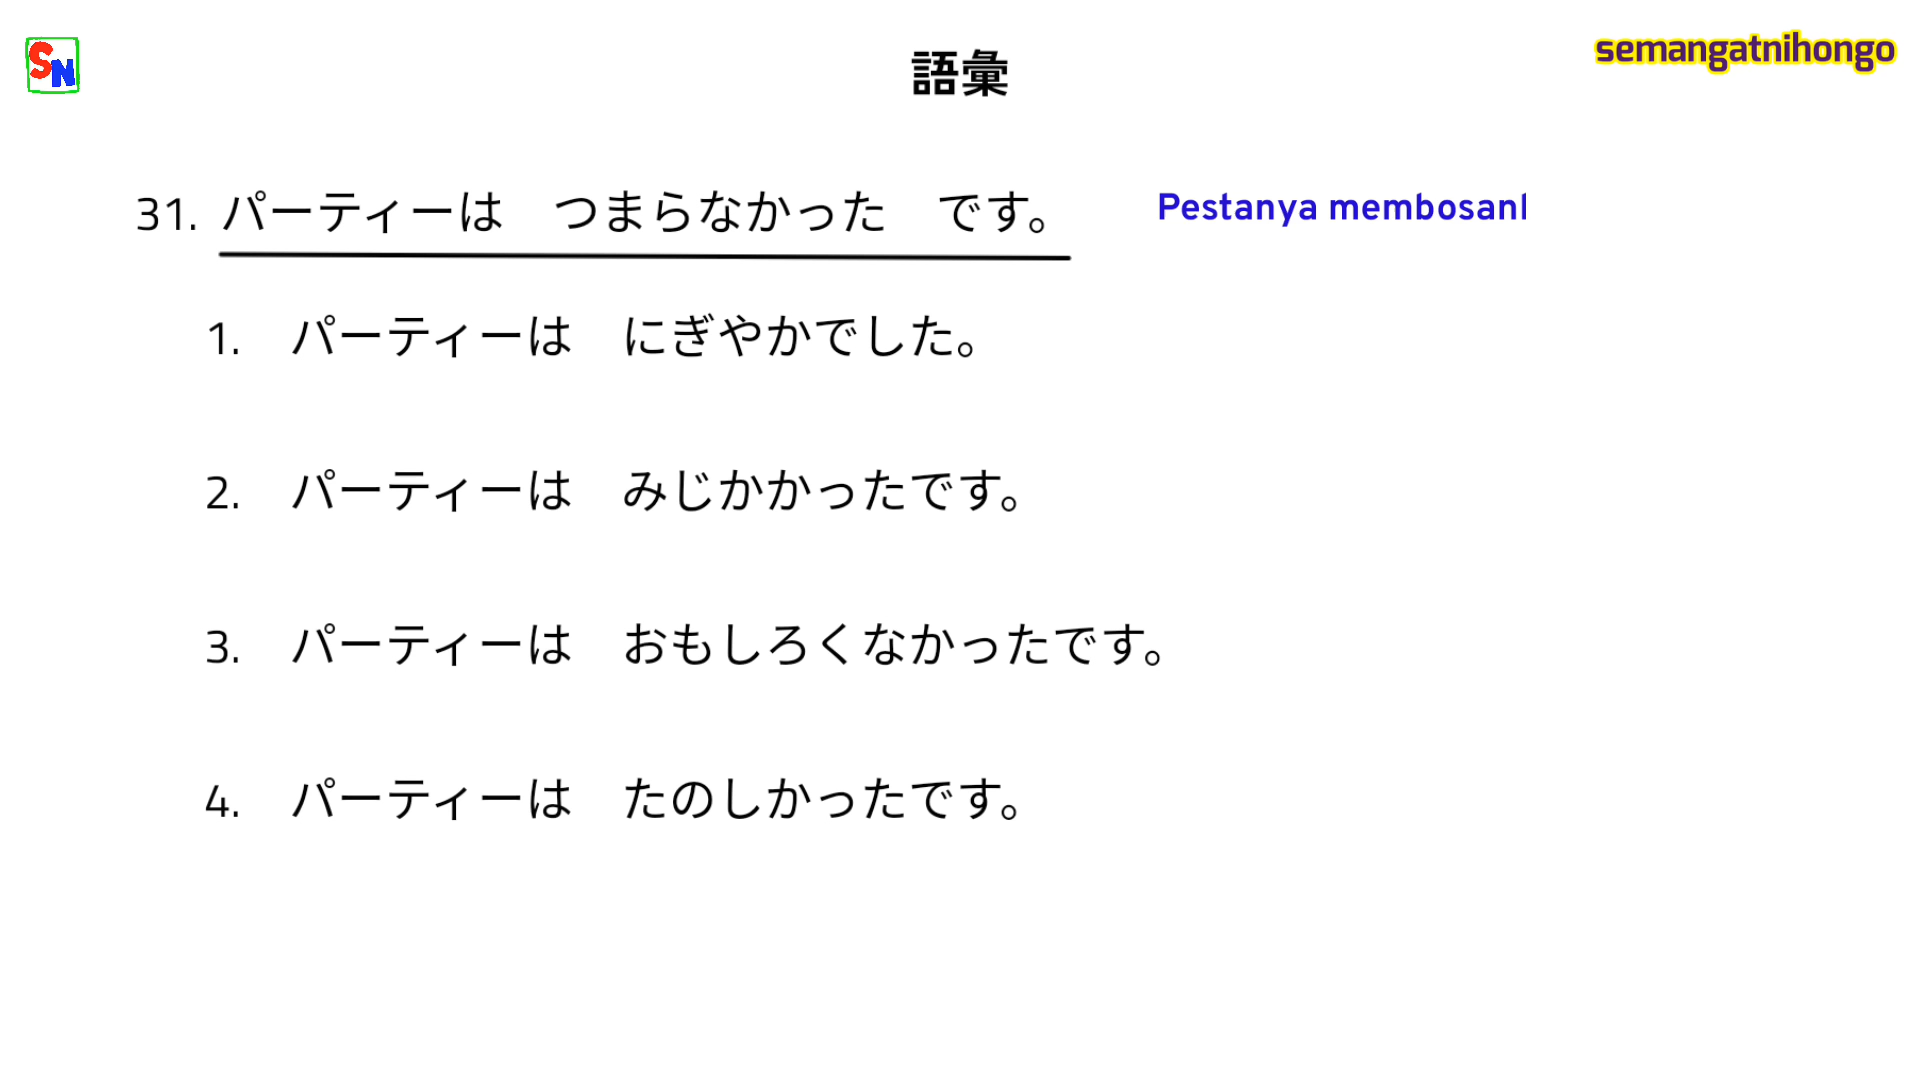 SN
語彙
semangatnihongo
31. パーティーは　つまらなかった　です。 Pestanya
1.　パーティーは　にぎやかでした。
2.　パーティーは　みじかかったです。
3.　パーティーは　おもしろくなかったです。
4.　パーティーは　たのしかったです。